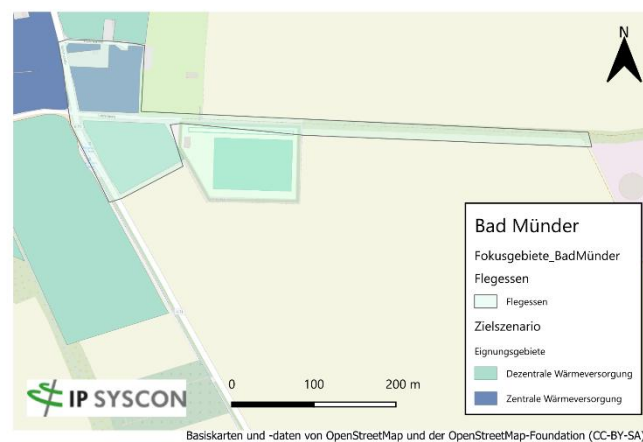 N
Bad Münder
Fokusgebiete_BadMünder
Flegessen
Flegessen
Zielszenario
Eignungsgebiete
Dezentrale Wärmeversorgung
Zentrale Wärmeversorgung
IP SYSCON
0 100 200 m
Basiskarten und -daten von OpenStreetMap und der OpenStreetMap-Foundation (CC-BY-SA)